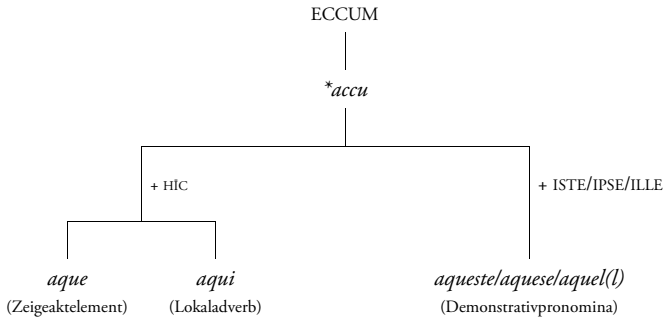 ECCUM
*accu
+ HĪC
+ ISTE/IPSE/ILLE
aque
aqui
aqueste/aquese/aquel(l)
(Zeigeaktelement)
(Lokaladverb)
(Demonstrativpronomina)